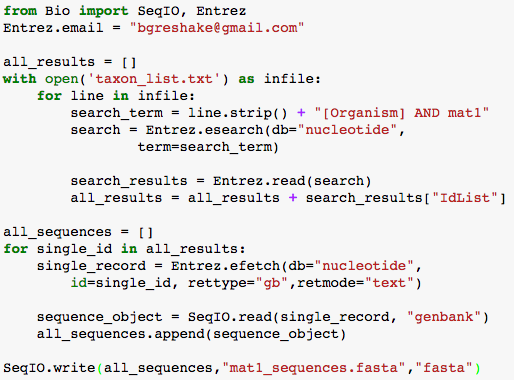 from Bio import SeqIO, Entrez
Entrez.email = "bgreshake@gmail.com"

all_results = []
with open('taxon_list.txt') as infile:
    for line in infile:
        search_term = line.strip() + "[Organism] AND mat1"
        search = Entrez.esearch(db="nucleotide",
                term=search_term)

        search_results = Entrez.read(search)
        all_results = all_results + search_results["IdList"]

all_sequences = []
for single_id in all_results:
    single_record = Entrez.efetch(db="nucleotide",
        id=single_id, rettype="gb",retmode="text")

    sequence_object = SeqIO.read(single_record, "genbank")
    all_sequences.append(sequence_object)

SeqIO.write(all_sequences,"mat1_sequences.fasta","fasta")